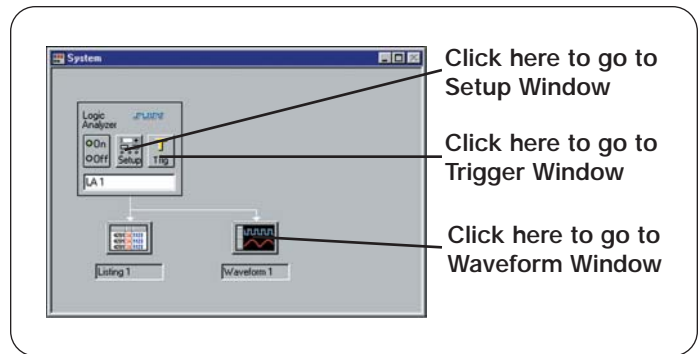 System
Click here to go to
Setup Window
Logic
Analyzer
On
Off
Setup
Trig
LA 1
Click here to go to
Trigger Window
Listing 1
Waveform 1
Click here to go to
Waveform Window